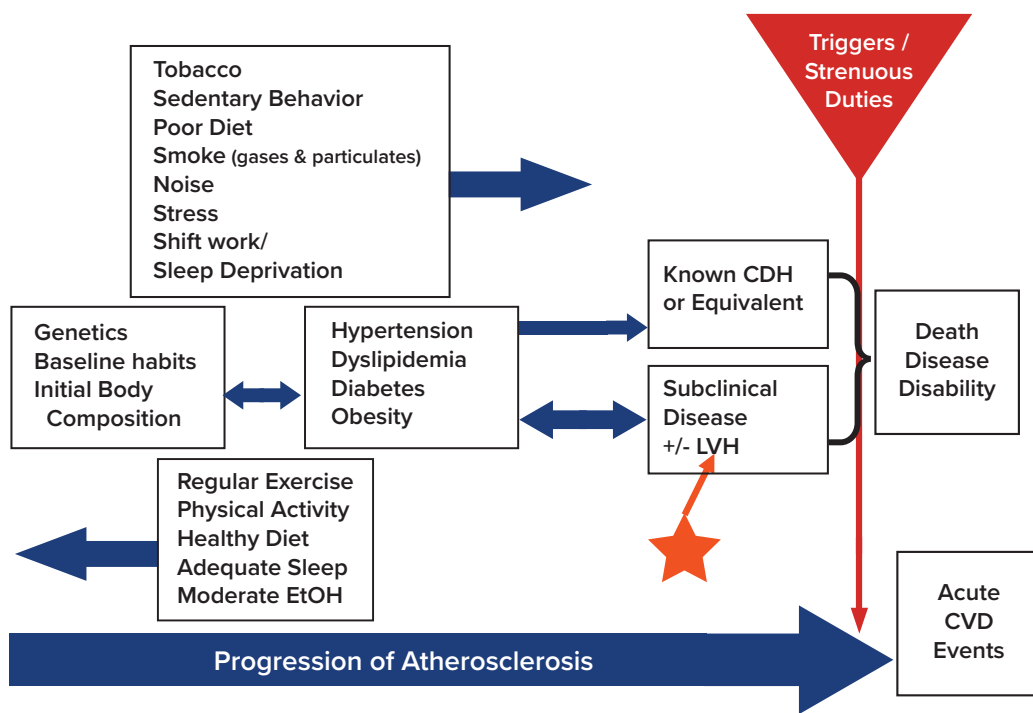 Tobacco
Sedentary Behavior
Poor Diet
Smoke (gases & particulates)
Noise
Stress
Shift work/
Sleep Deprivation
Triggers /
Strenuous
Duties
Genetics
Baseline habits
Initial Body
Composition
Hypertension
Dyslipidemia
Diabetes
Obesity
Known CDH
or Equivalent
Subclinical
Disease
+/- LVH
Death
Disease
Disability
Regular Exercise
Physical Activity
Healthy Diet
Adequate Sleep
Moderate EtOH
Progression of Atherosclerosis
Acute
CVD
Events